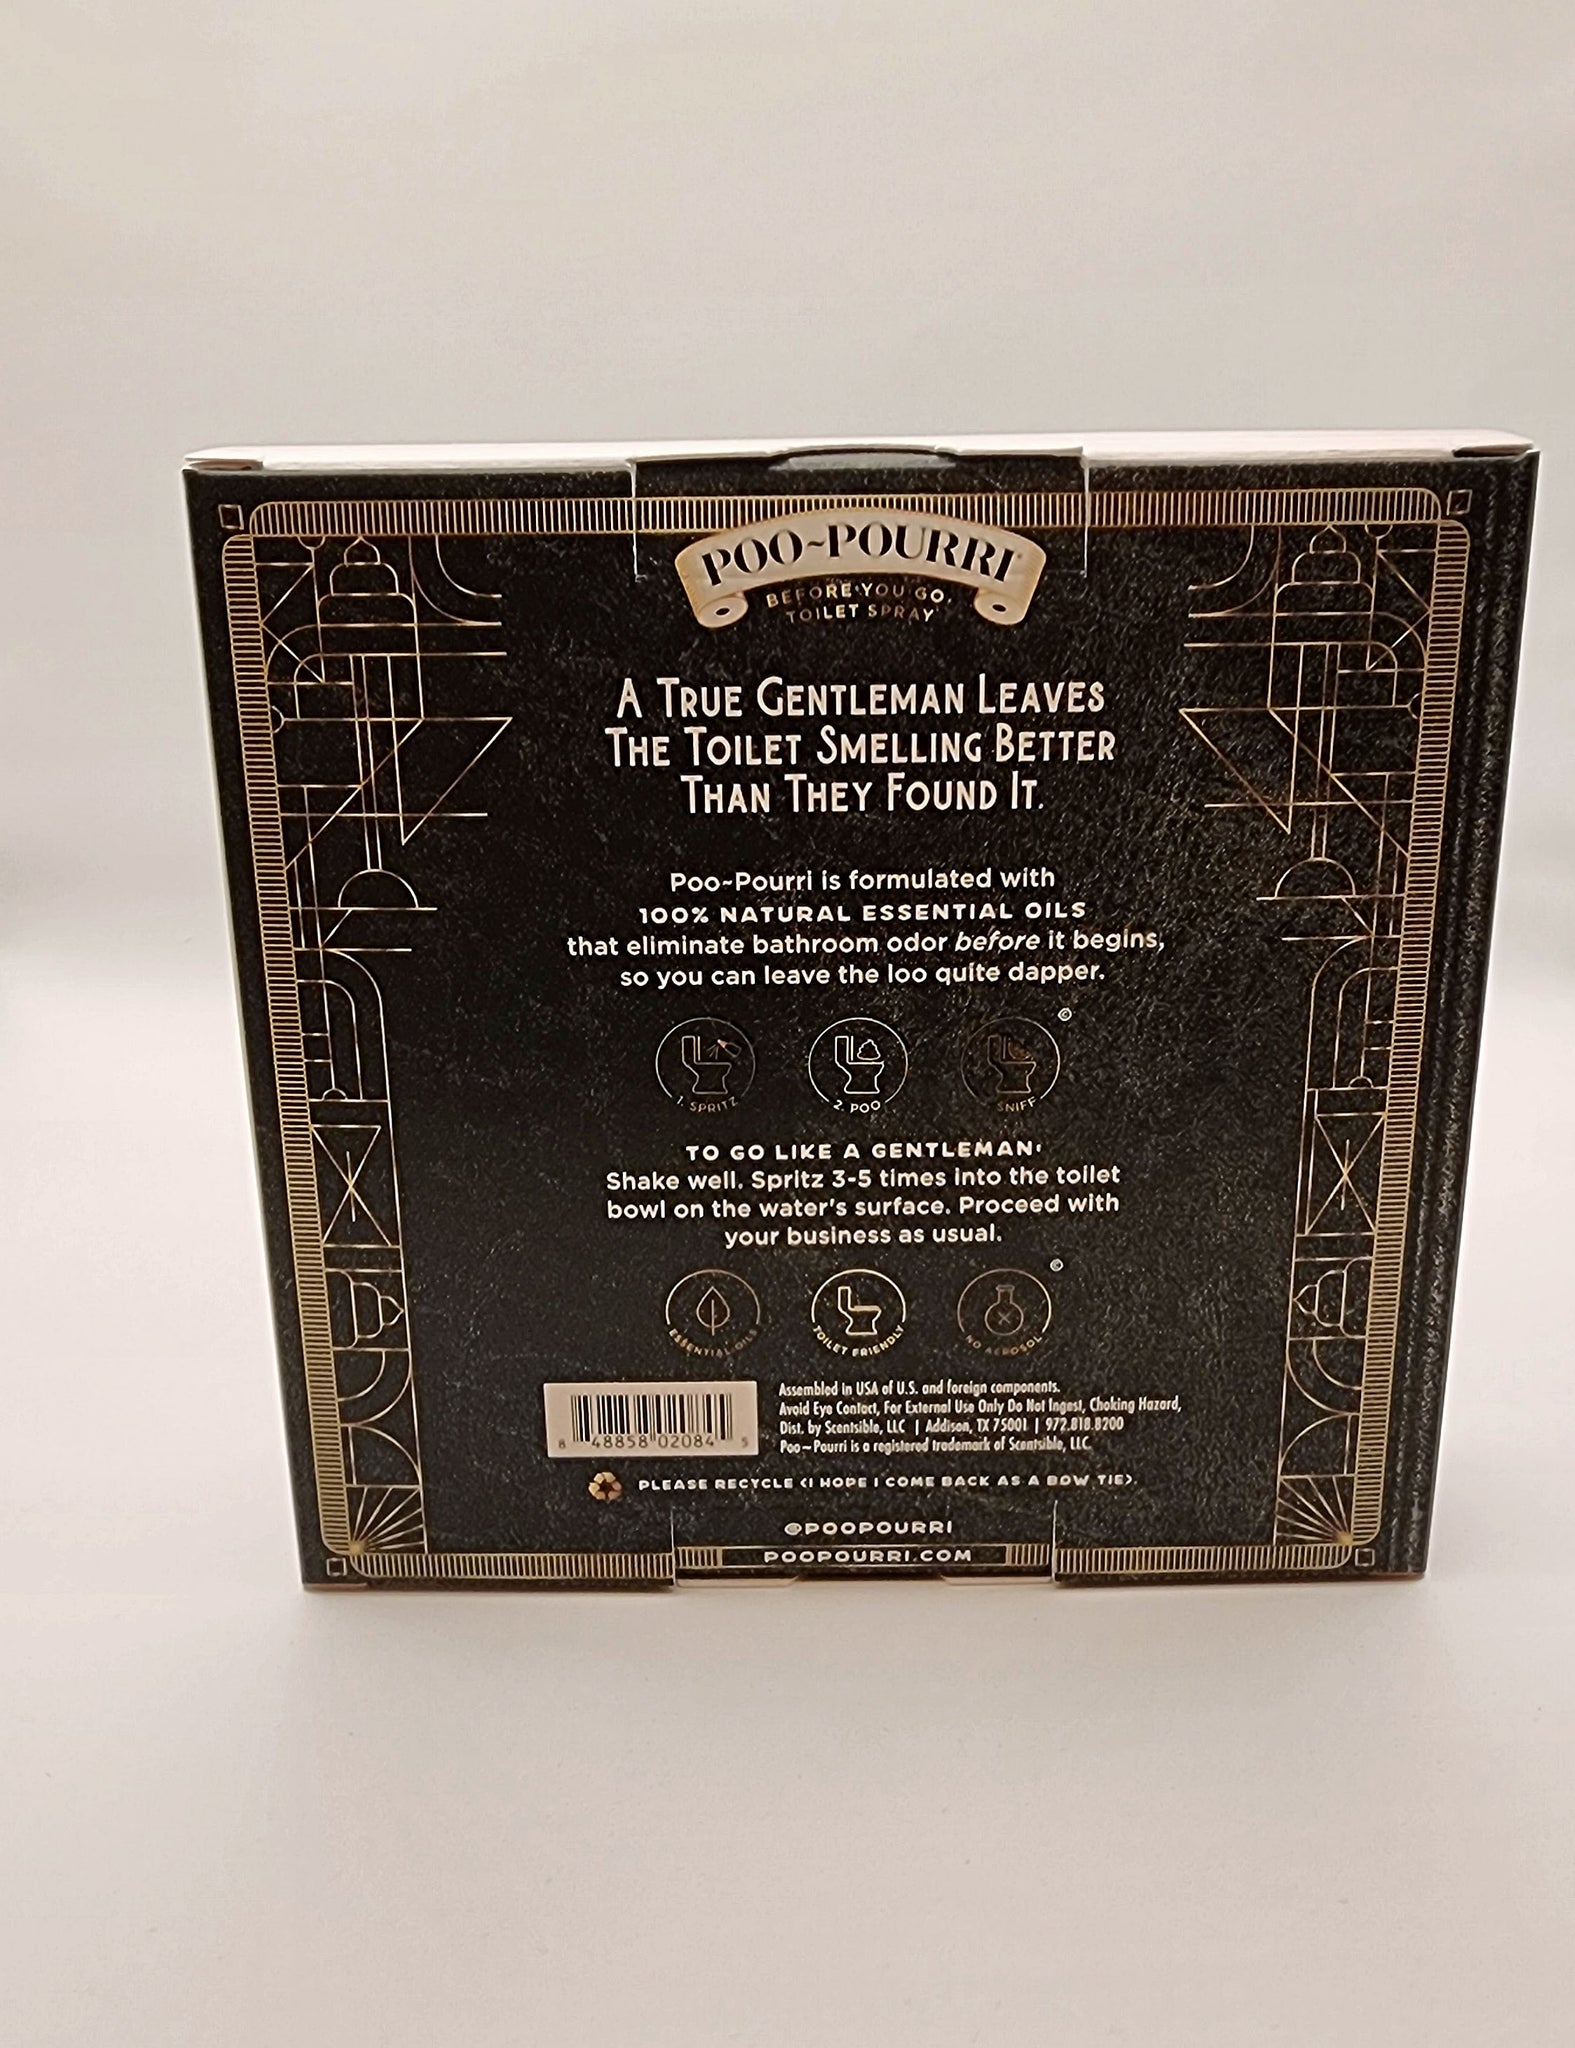 POO~POURRI
BEFORE·YOU·GO®
TOILET SPRAY
A TRUE GENTLEMAN LEAVES
THE TOILET SMELLING BETTER
THAN THEY FOUND IT.
Poo~Pourri is formulated with
100% NATURAL ESSENTIAL OILS
that eliminate bathroom odor before it begins,
so you can leave the loo quite dapper.
©
1. SPRITZ
2. POO
SNIFF
TO GO LIKE A GENTLEMAN:
Shake well. Spritz 3-5 times into the toilet
bowl on the water's surface. Proceed with
your business as usual.
©
ESSENTIAL OILS
TOILET FRIENDLY
NO AEROSOL
8 48858 02084 5
Assembled in USA of U.S. and foreign components.
Avoid Eye Contact, For External Use Only Do Not Ingest, Choking Hazard,
Dist. by Scentsible, LLC | Addison, TX 75001 | 972.818.8200
Poo~Pourri is a registered trademark of Scentsible, LLC.
PLEASE RECYCLE (I HOPE I COME BACK AS A BOW TIE).
@POOPOURRI
POOPOURRI.COM